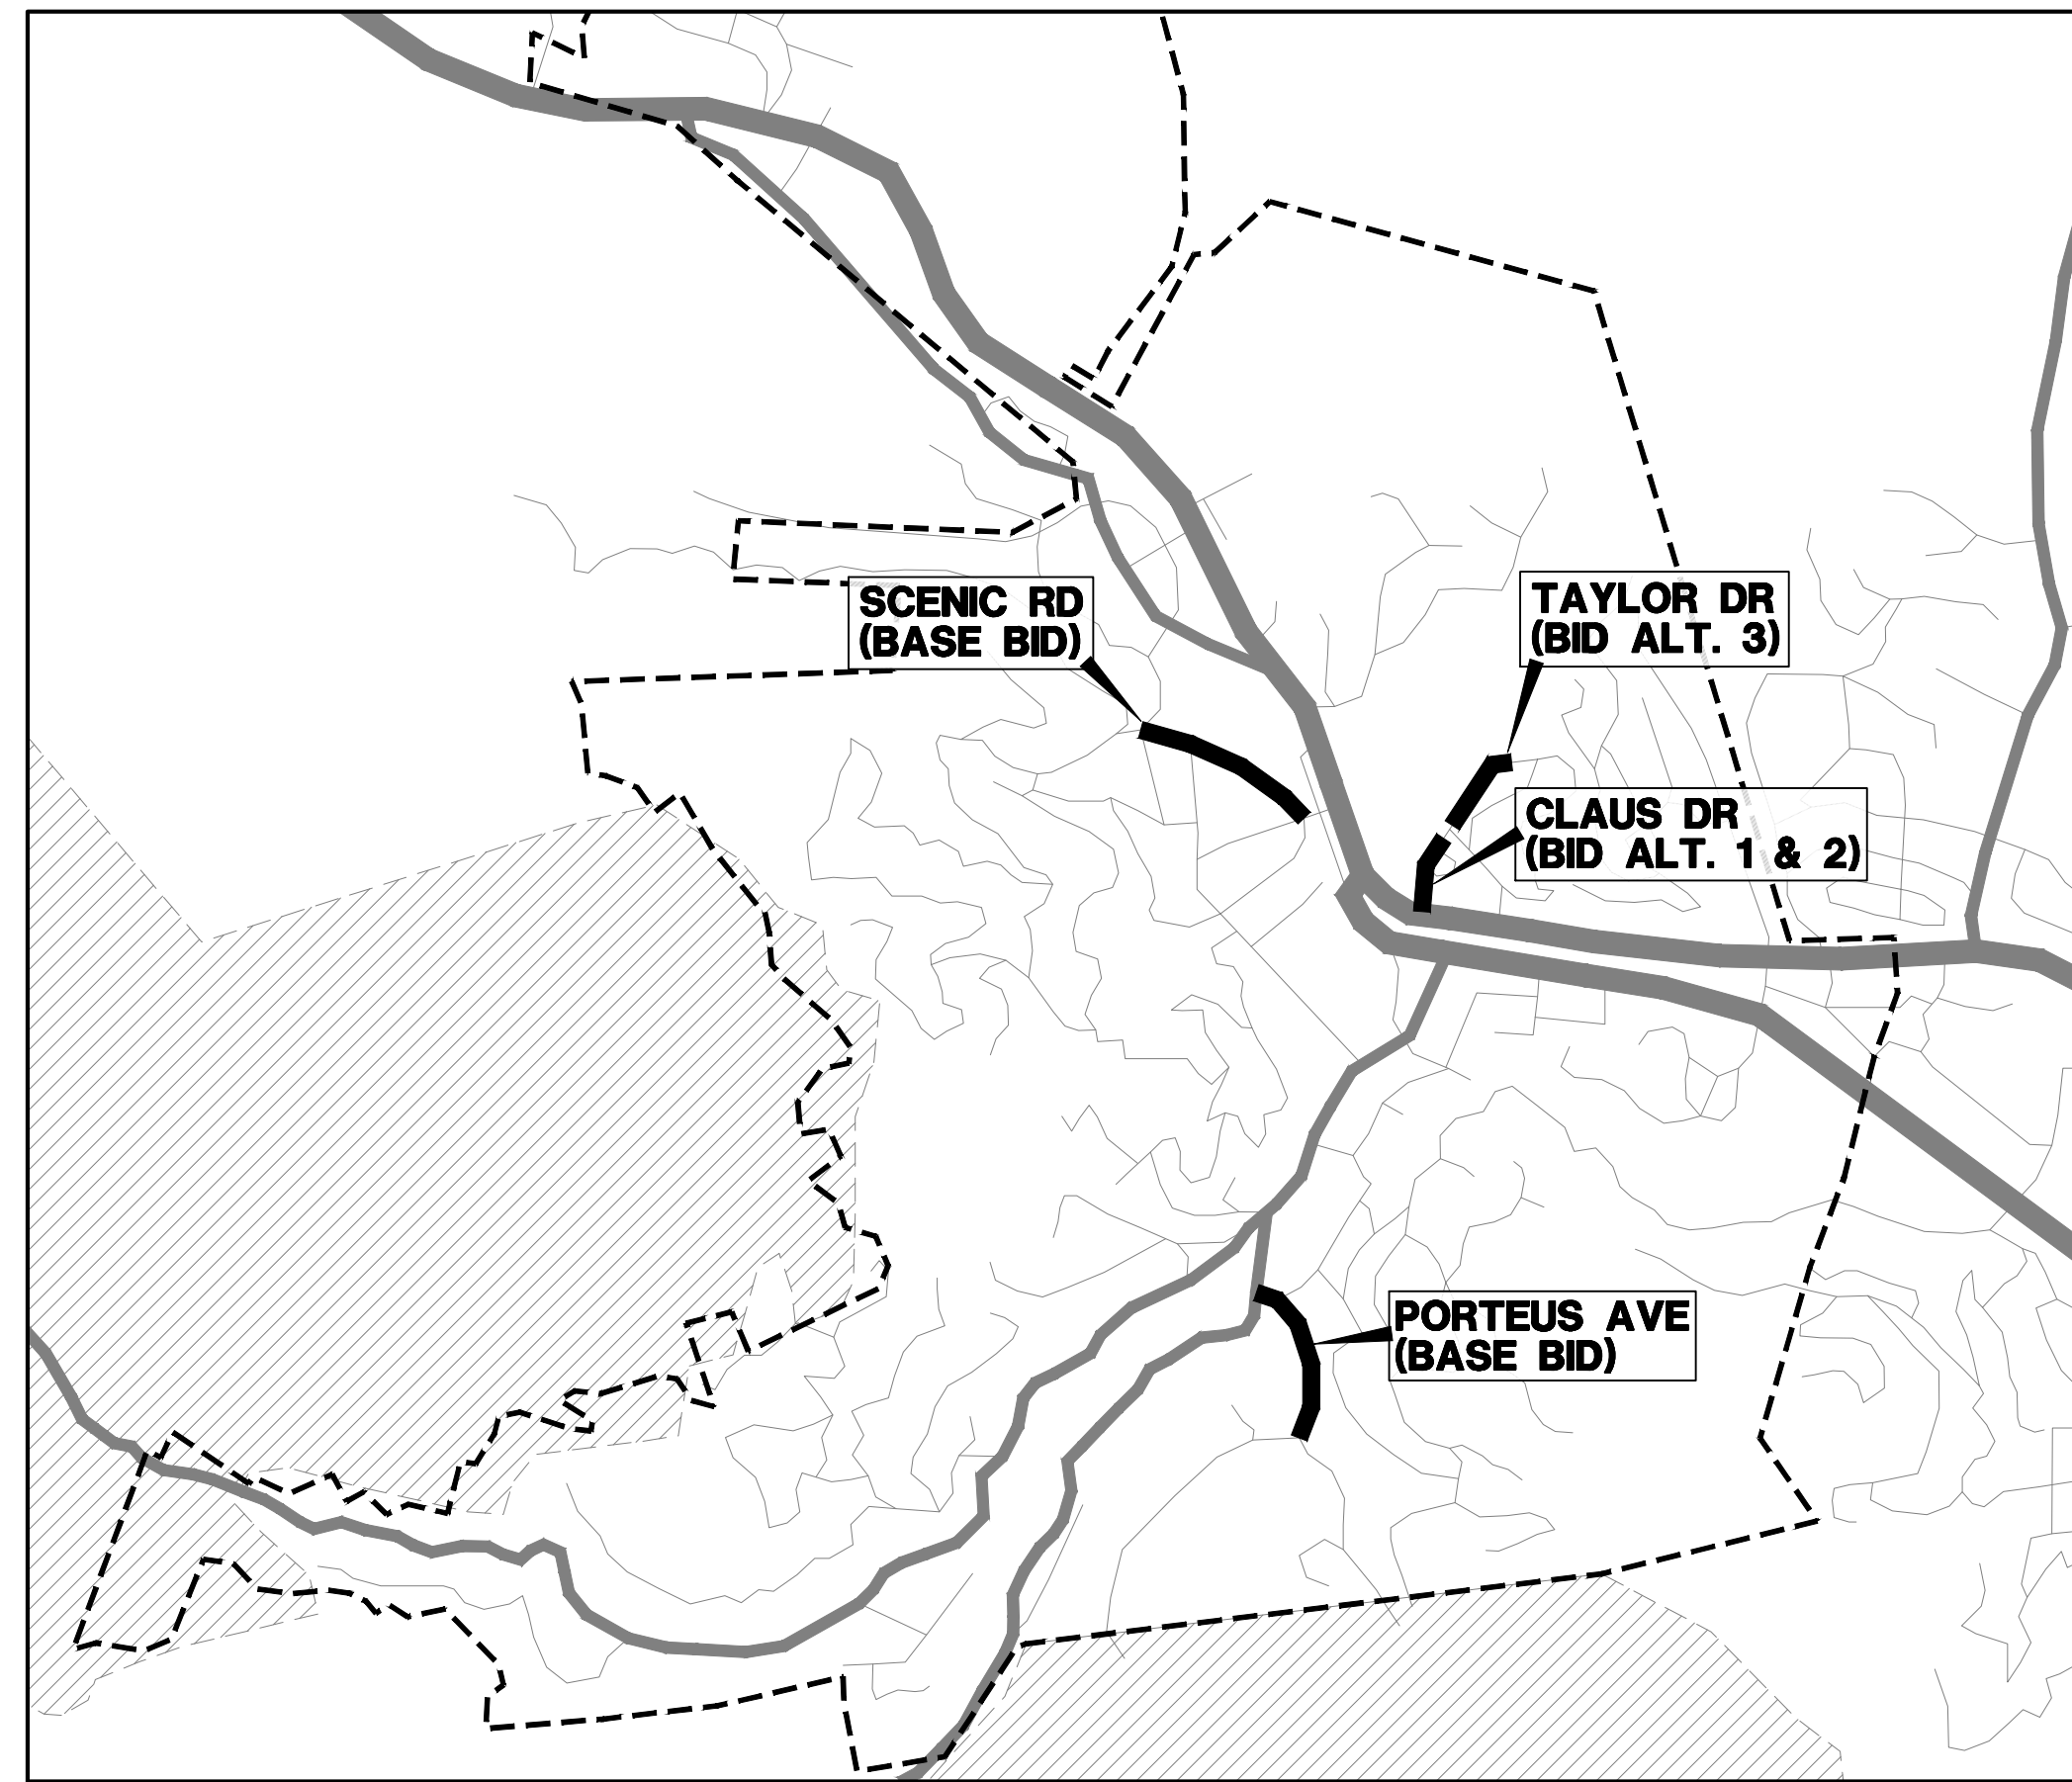 SCENIC RD
(BASE BID)
TAYLOR DR
(BID ALT. 3)
CLAUS DR
(BID ALT. 1 & 2)
PORTEUS AVE
(BASE BID)